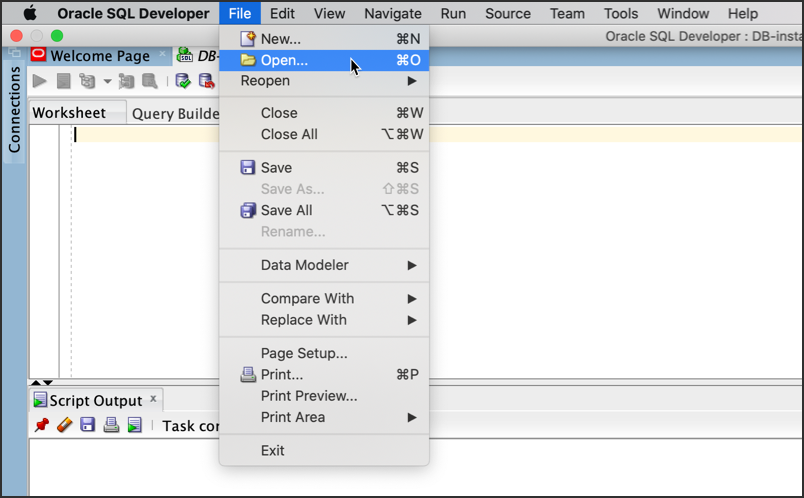 Oracle SQL Developer File Edit View Navigate Run Source Team Tools Window Help
Oracle SQL Developer : DB-insta
Connections
Welcome Page
DB-
Worksheet Query Builde
New... ⌘N
Open... ⌘O
Reopen
Close ⌘W
Close All ⌥⌘W
Save ⌘S
Save As... ⇧⌘S
Save All ⌥⌘S
Rename...
Data Modeler
Compare With
Replace With
Page Setup...
Print... ⌘P
Print Preview...
Print Area
Exit
Script Output
Task con